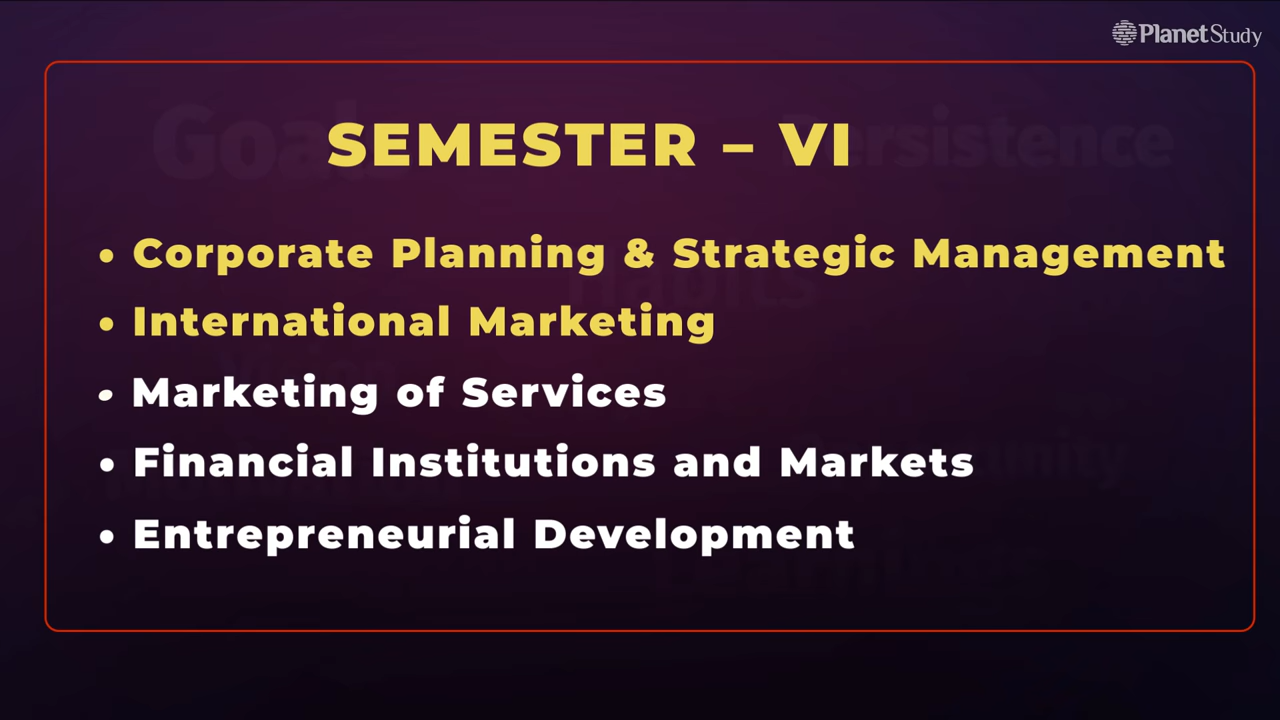 PlanetStudy
SEMESTER – VI
• Corporate Planning & Strategic Management
• International Marketing
• Marketing of Services
• Financial Institutions and Markets
• Entrepreneurial Development